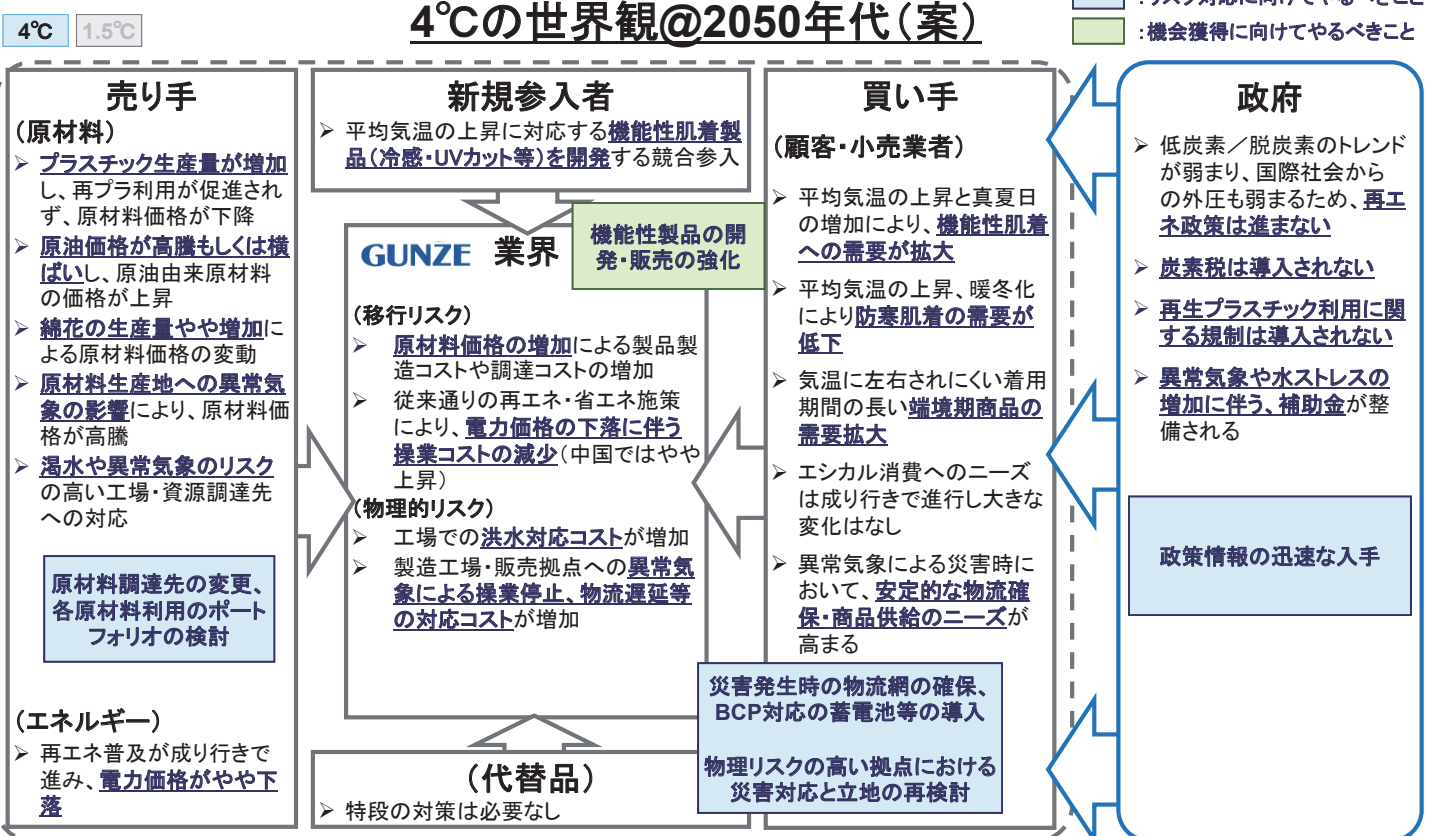 4℃の世界観@2050年代（案）
4℃
1.5℃
：機会獲得に向けてやるべきこと
売り手
（原材料）
➢ プラスチック生産量が増加
し、再プラ利用が促進され
ず、原材料価格が下降
➢ 原油価格が高騰もしくは横
ばいし、原油由来原材料
の価格が上昇
➢ 綿花の生産量やや増加に
よる原材料価格の変動
➢ 原材料生産地への異常気
象の影響により、原材料価
格が高騰
➢ 渇水や異常気象のリスク
の高い工場・資源調達先
への対応
原材料調達先の変更、
各原材料利用のポート
フォリオの検討
（エネルギー）
➢ 再エネ普及が成り行きで
進み、電力価格がやや下
落
新規参入者
➢ 平均気温の上昇に対応する機能性肌着製
品（冷感・UVカット等）を開発する競合参入
GUNZE 業界
機能性製品の開
発・販売の強化
（移行リスク）
➢ 原材料価格の増加による製品製
造コストや調達コストの増加
➢ 従来通りの再エネ・省エネ施策
により、電力価格の下落に伴う
操業コストの減少（中国ではやや
上昇）
（物理的リスク）
➢ 工場での洪水対応コストが増加
➢ 製造工場・販売拠点への異常気
象による操業停止、物流遅延等
の対応コストが増加
（代替品）
➢ 特段の対策は必要なし
買い手
（顧客・小売業者）
➢ 平均気温の上昇と真夏日
の増加により、機能性肌着
への需要が拡大
➢ 平均気温の上昇、暖冬化
により防寒肌着の需要が
低下
➢ 気温に左右されにくい着用
期間の長い端境期商品の
需要拡大
➢ エシカル消費へのニーズ
は成り行きで進行し大きな
変化はなし
➢ 異常気象による災害時に
おいて、安定的な物流確
保・商品供給のニーズが
高まる
災害発生時の物流網の確保、
BCP対応の蓄電池等の導入
物理リスクの高い拠点における
災害対応と立地の再検討
政府
➢ 低炭素／脱炭素のトレンド
が弱まり、国際社会から
の外圧も弱まるため、再エ
ネ政策は進まない
➢ 炭素税は導入されない
➢ 再生プラスチック利用に関
する規制は導入されない
➢ 異常気象や水ストレスの
増加に伴う、補助金が整
備される
政策情報の迅速な入手